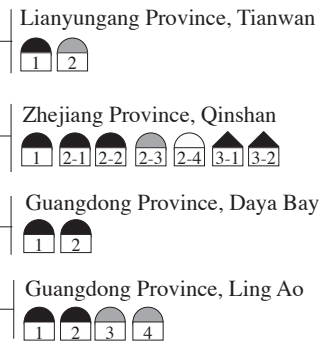 Lianyungang Province, Tianwan
1 2
Zhejiang Province, Qinshan
1 2-1 2-2 2-3 2-4 3-1 3-2
Guangdong Province, Daya Bay
1 2
Guangdong Province, Ling Ao
1 2 3 4